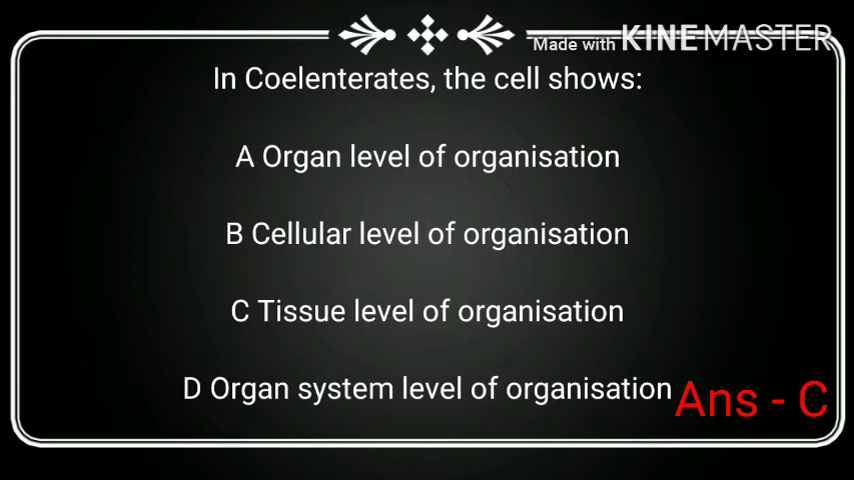 Made with KINEMASTER
In Coelenterates, the cell shows:
A Organ level of organisation
B Cellular level of organisation
C Tissue level of organisation
D Organ system level of organisation
Ans - C